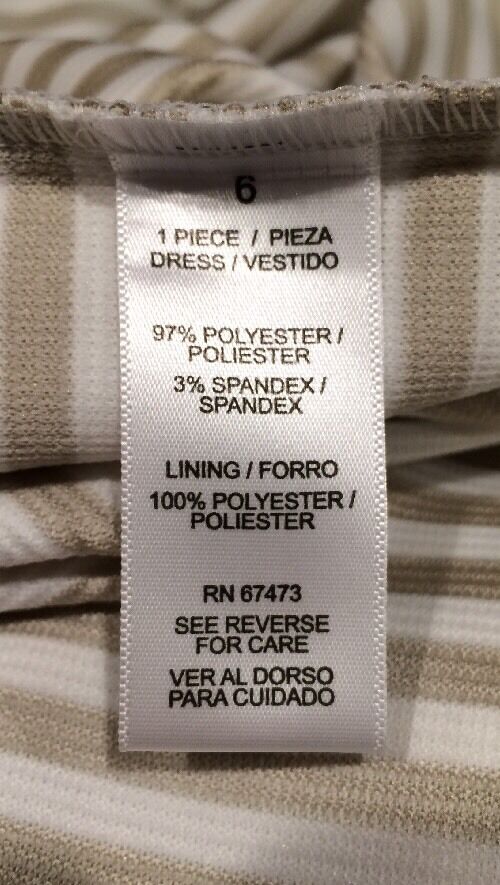 6
1 PIECE / PIEZA
DRESS / VESTIDO
97% POLYESTER /
POLIESTER
3% SPANDEX /
SPANDEX
LINING / FORRO
100% POLYESTER /
POLIESTER
RN 67473
SEE REVERSE
FOR CARE
VER AL DORSO
PARA CUIDADO